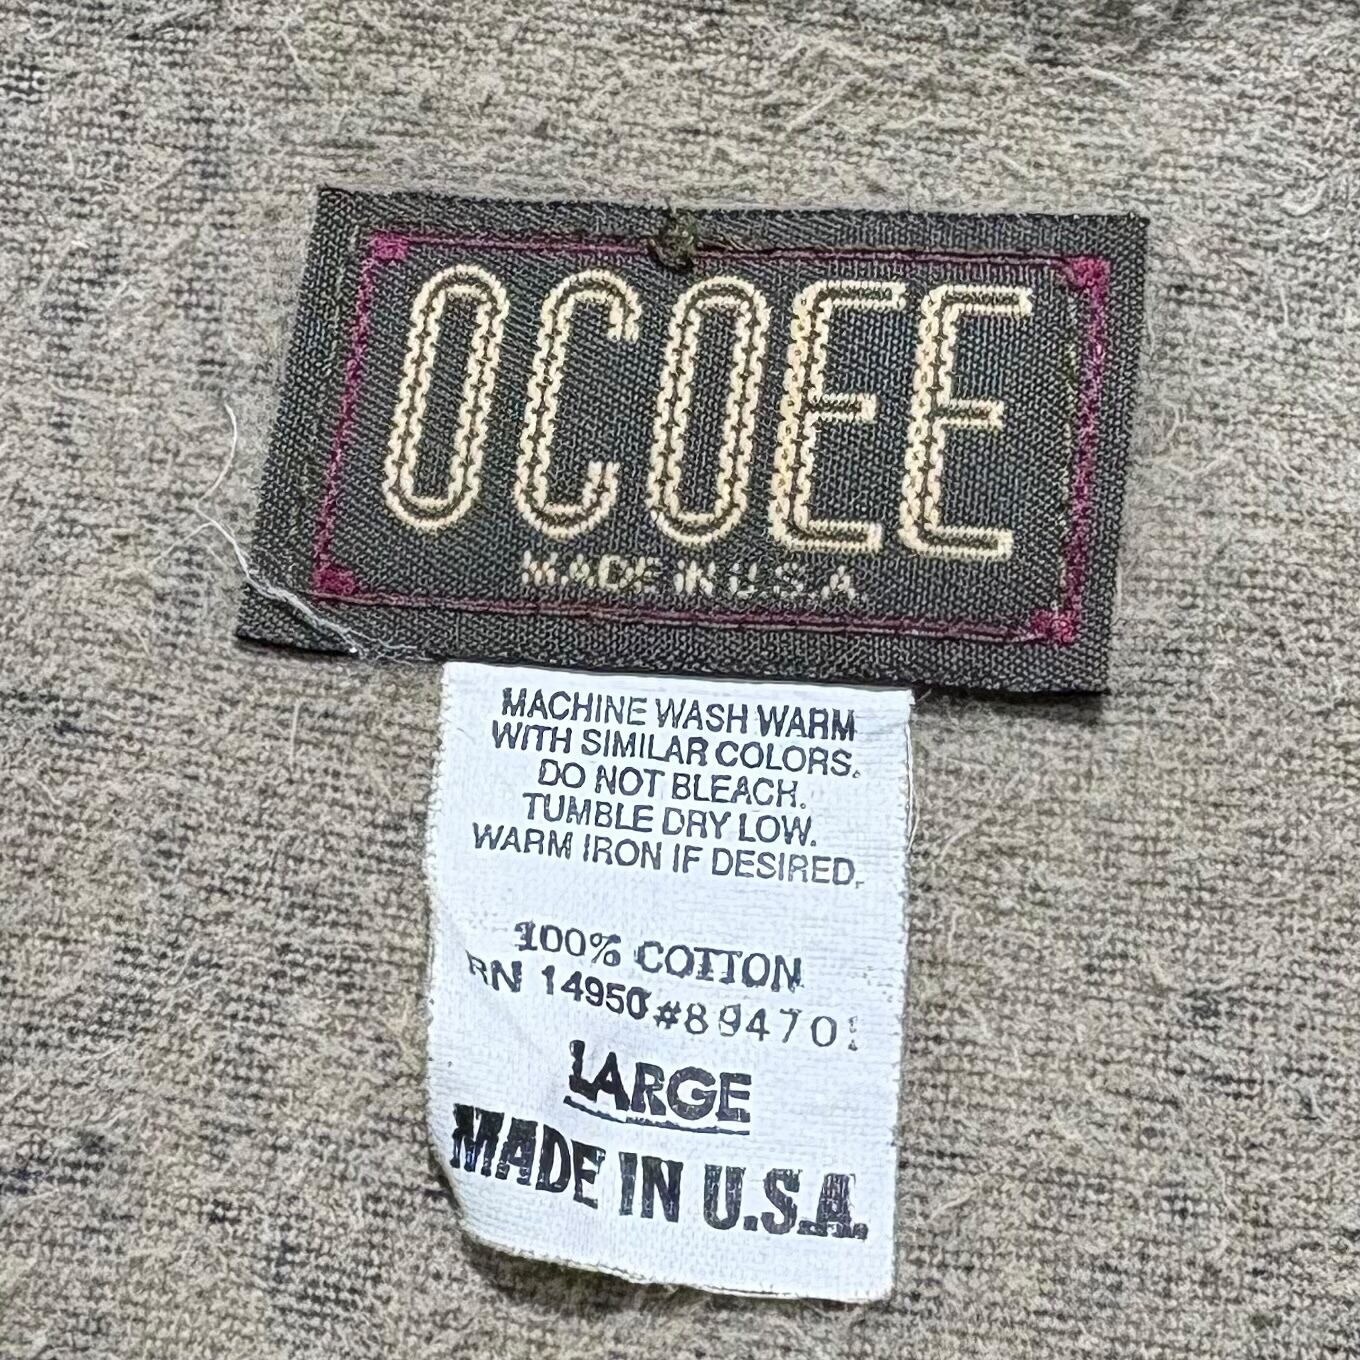 OCOEE
MADE IN U.S.A
MACHINE WASH WARM
WITH SIMILAR COLORS.
DO NOT BLEACH.
TUMBLE DRY LOW.
WARM IRON IF DESIRED.
100% COTTON
RN 14950 #89470
LARGE
MADE IN U.S.A.